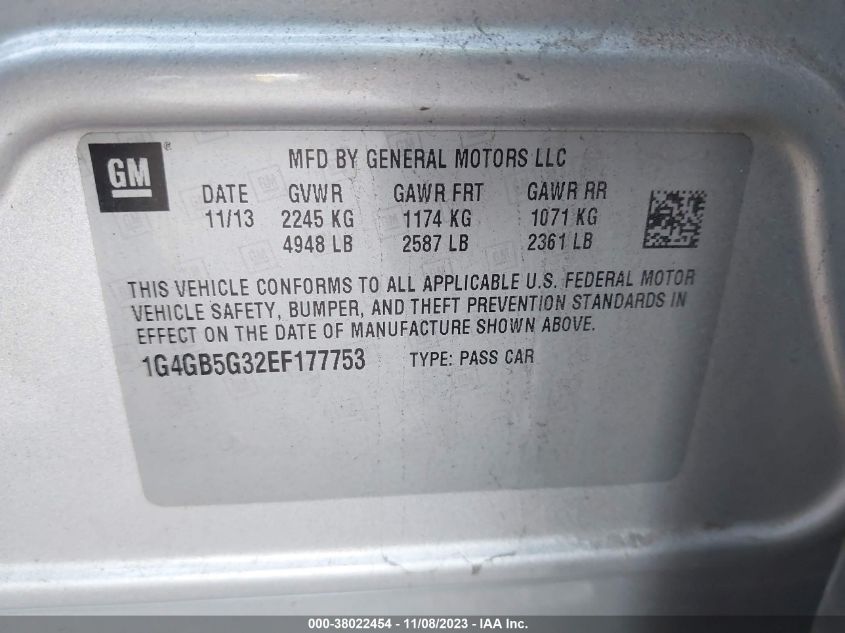 GM ®
MFD BY GENERAL MOTORS LLC
DATE GVWR GAWR FRT GAWR RR
11/13 2245 KG 1174 KG 1071 KG
4948 LB 2587 LB 2361 LB
THIS VEHICLE CONFORMS TO ALL APPLICABLE U.S. FEDERAL MOTOR
VEHICLE SAFETY, BUMPER, AND THEFT PREVENTION STANDARDS IN
EFFECT ON THE DATE OF MANUFACTURE SHOWN ABOVE.
1G4GB5G32EF177753 TYPE: PASS CAR
000-38022454 - 11/08/2023 - IAA Inc.